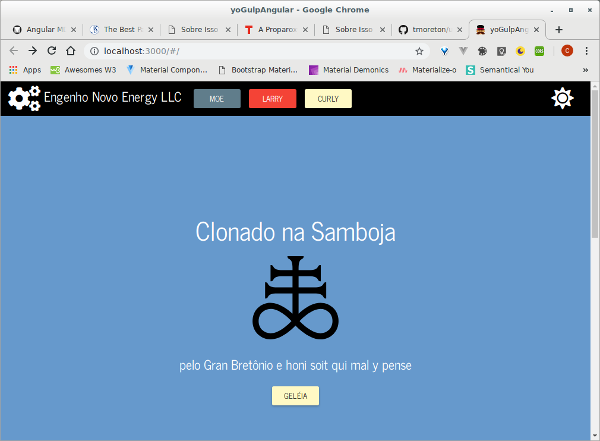 yoGulpAngular - Google Chrome
Angular M
The Best R
Sobre Isso
A Proparox
Sobre Isso
tmoreton/
yoGulpAng
localhost:3000/#/
Apps
Awesomes W3
Material Compon...
Bootstrap Materi...
Material Demonics
Materialize-o
Semantical You
»
Engenho Novo Energy LLC
MOE
LARRY
CURLY
Clonado na Samboja
pelo Gran Bretônio e honi soit qui mal y pense
GELÉIA